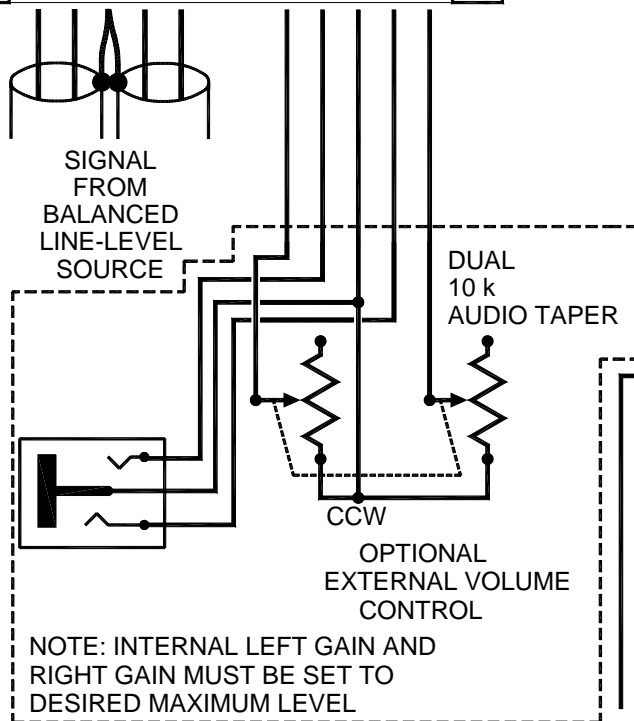 SIGNAL
FROM
BALANCED
LINE-LEVEL
SOURCE
DUAL
10 k
AUDIO TAPER
CCW
OPTIONAL
EXTERNAL VOLUME
CONTROL
NOTE: INTERNAL LEFT GAIN AND
RIGHT GAIN MUST BE SET TO
DESIRED MAXIMUM LEVEL